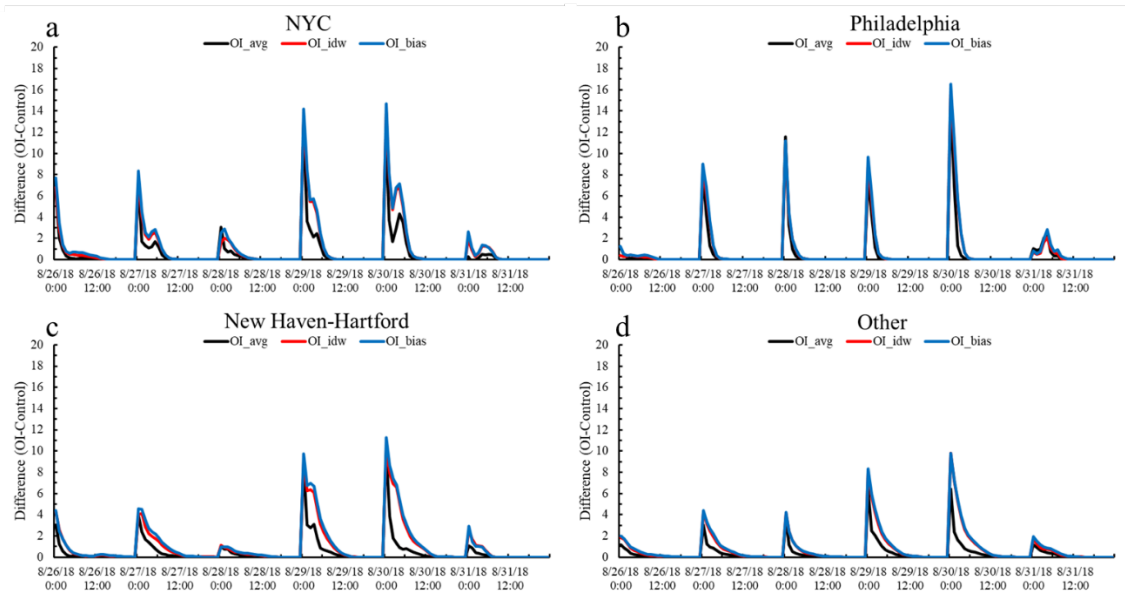 a
NYC
OI_avg OI_idw OI_bias
Difference (OI-Control)
20
18
16
14
12
10
8
6
4
2
0
8/26/18 8/26/18 8/27/18 8/27/18 8/28/18 8/28/18 8/29/18 8/29/18 8/30/18 8/30/18 8/31/18 8/31/18
0:00 12:00 0:00 12:00 0:00 12:00 0:00 12:00 0:00 12:00 0:00 12:00
b
Philadelphia
OI_avg OI_idw OI_bias
Difference (OI-Control)
20
18
16
14
12
10
8
6
4
2
0
8/26/18 8/26/18 8/27/18 8/27/18 8/28/18 8/28/18 8/29/18 8/29/18 8/30/18 8/30/18 8/31/18 8/31/18
0:00 12:00 0:00 12:00 0:00 12:00 0:00 12:00 0:00 12:00 0:00 12:00
c
New Haven-Hartford
OI_avg OI_idw OI_bias
Difference (OI-Control)
20
18
16
14
12
10
8
6
4
2
0
8/26/18 8/26/18 8/27/18 8/27/18 8/28/18 8/28/18 8/29/18 8/29/18 8/30/18 8/30/18 8/31/18 8/31/18
0:00 12:00 0:00 12:00 0:00 12:00 0:00 12:00 0:00 12:00 0:00 12:00
d
Other
OI_avg OI_idw OI_bias
Difference (OI-Control)
20
18
16
14
12
10
8
6
4
2
0
8/26/18 8/26/18 8/27/18 8/27/18 8/28/18 8/28/18 8/29/18 8/29/18 8/30/18 8/30/18 8/31/18 8/31/18
0:00 12:00 0:00 12:00 0:00 12:00 0:00 12:00 0:00 12:00 0:00 12:00